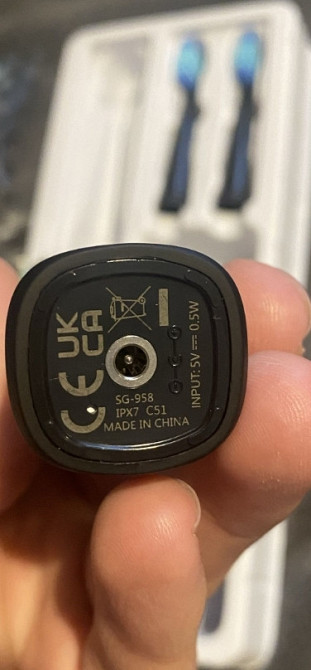 UK
CA
CE
SG-958
IPX7 C51
MADE IN CHINA
INPUT: 5V ⎓ 0.5W